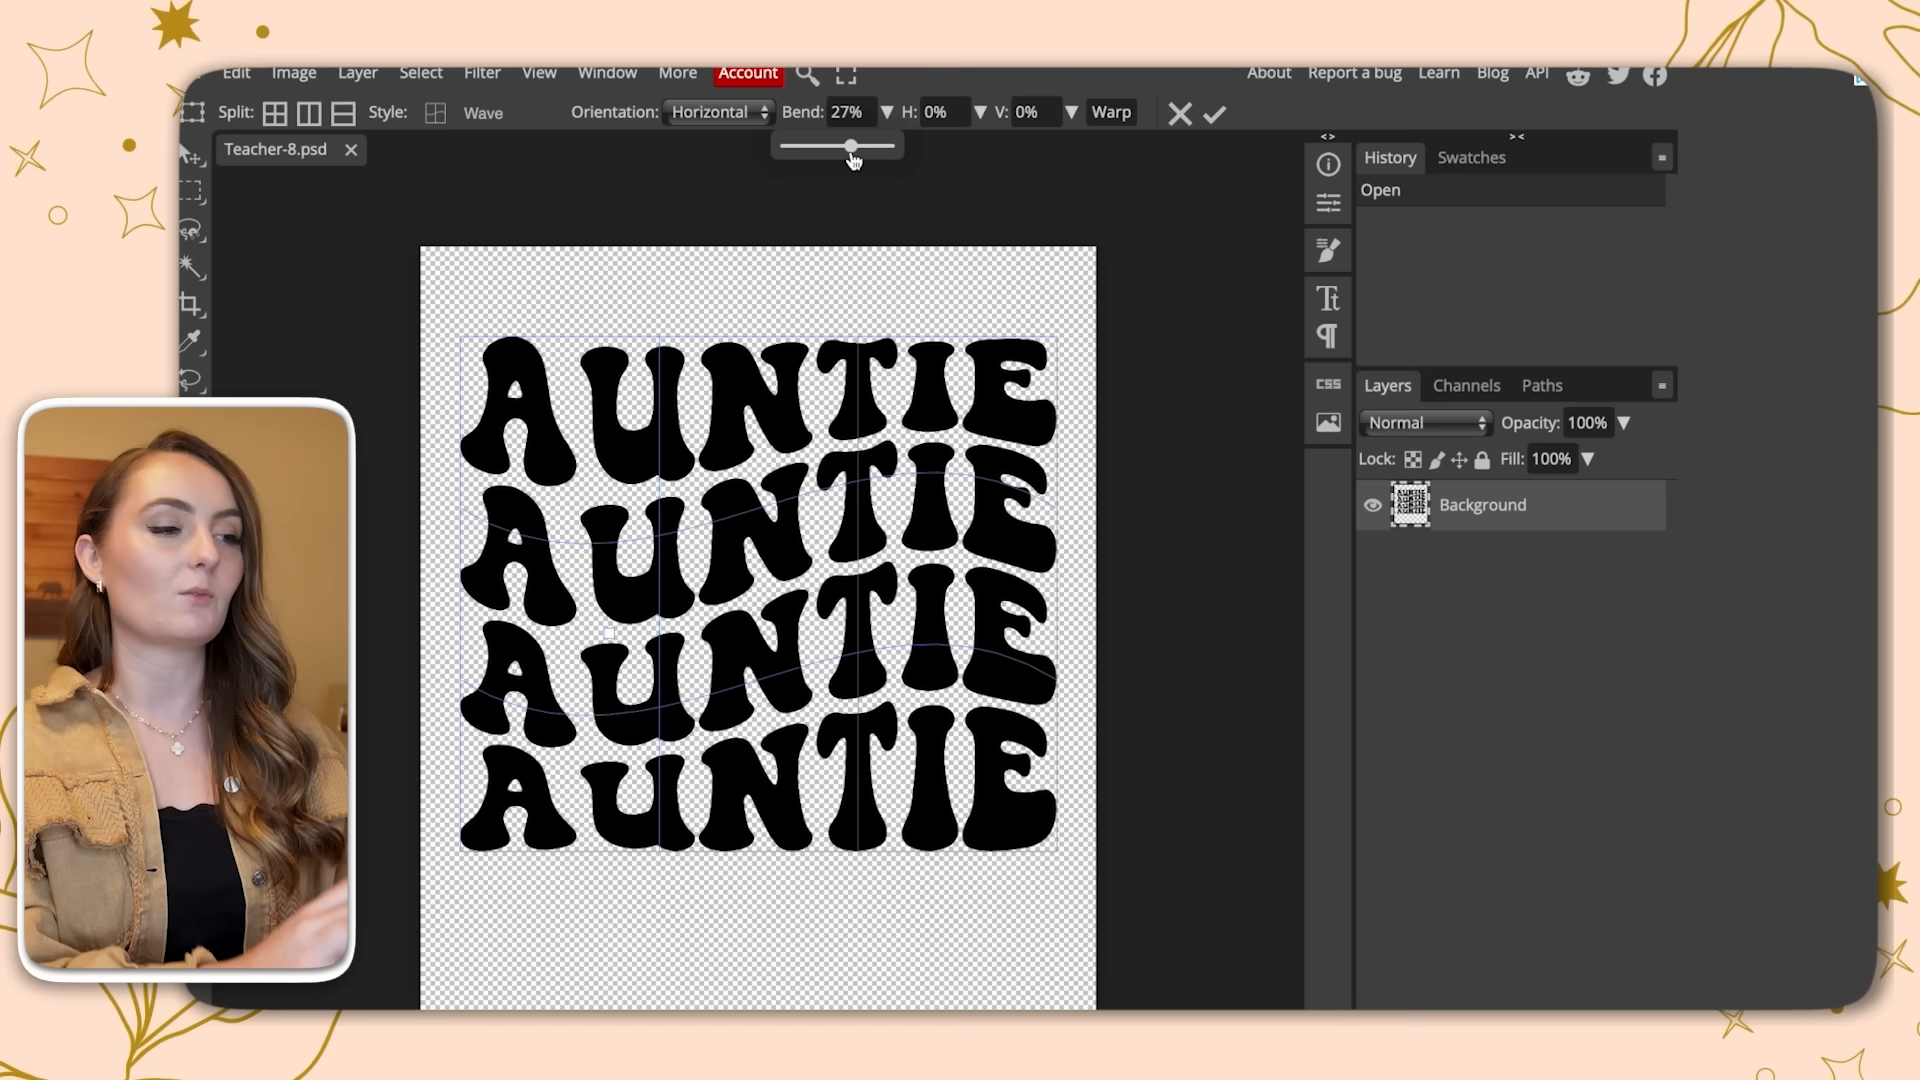 Edit Image Layer Select Filter View Window More Account About Report a bug Learn Blog API
Split: Style: Wave Orientation: Horizontal Bend: 27% H: 0% V: 0% Warp
Teacher-8.psd
History Swatches
Open
AUNTIE
AUNTIE
AUNTIE
AUNTIE
Tt
CSS
Layers Channels Paths
Normal Opacity: 100%
Lock: Fill: 100%
Background